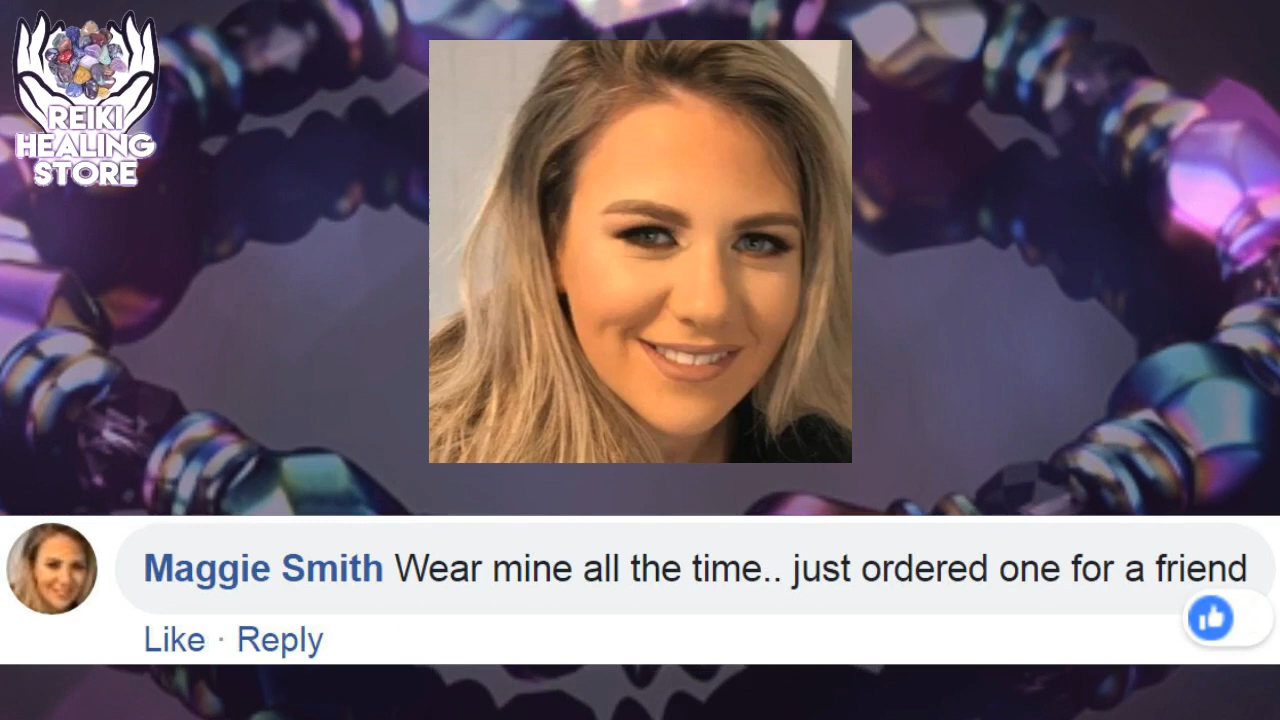 REIKI
HEALING
STORE
Maggie Smith Wear mine all the time.. just ordered one for a friend
Like · Reply